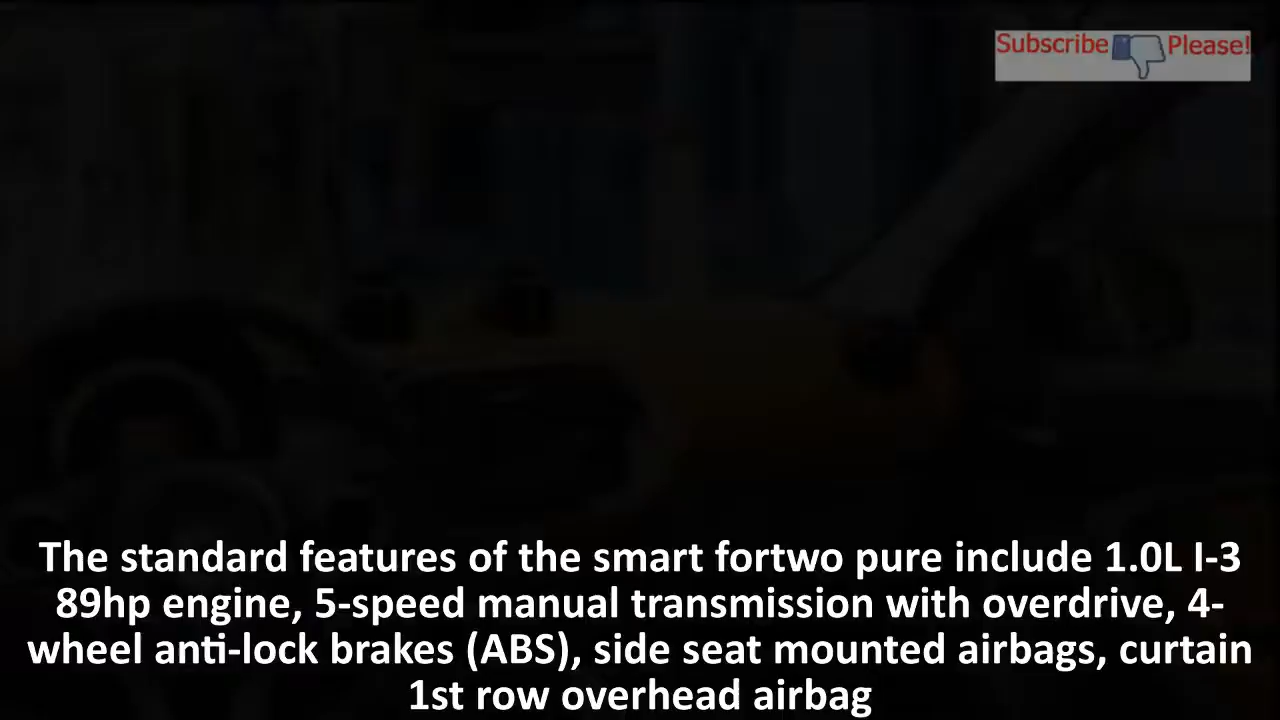 Subscribe Please!
The standard features of the smart fortwo pure include 1.0L I-3
89hp engine, 5-speed manual transmission with overdrive, 4-
wheel anti-lock brakes (ABS), side seat mounted airbags, curtain
1st row overhead airbag